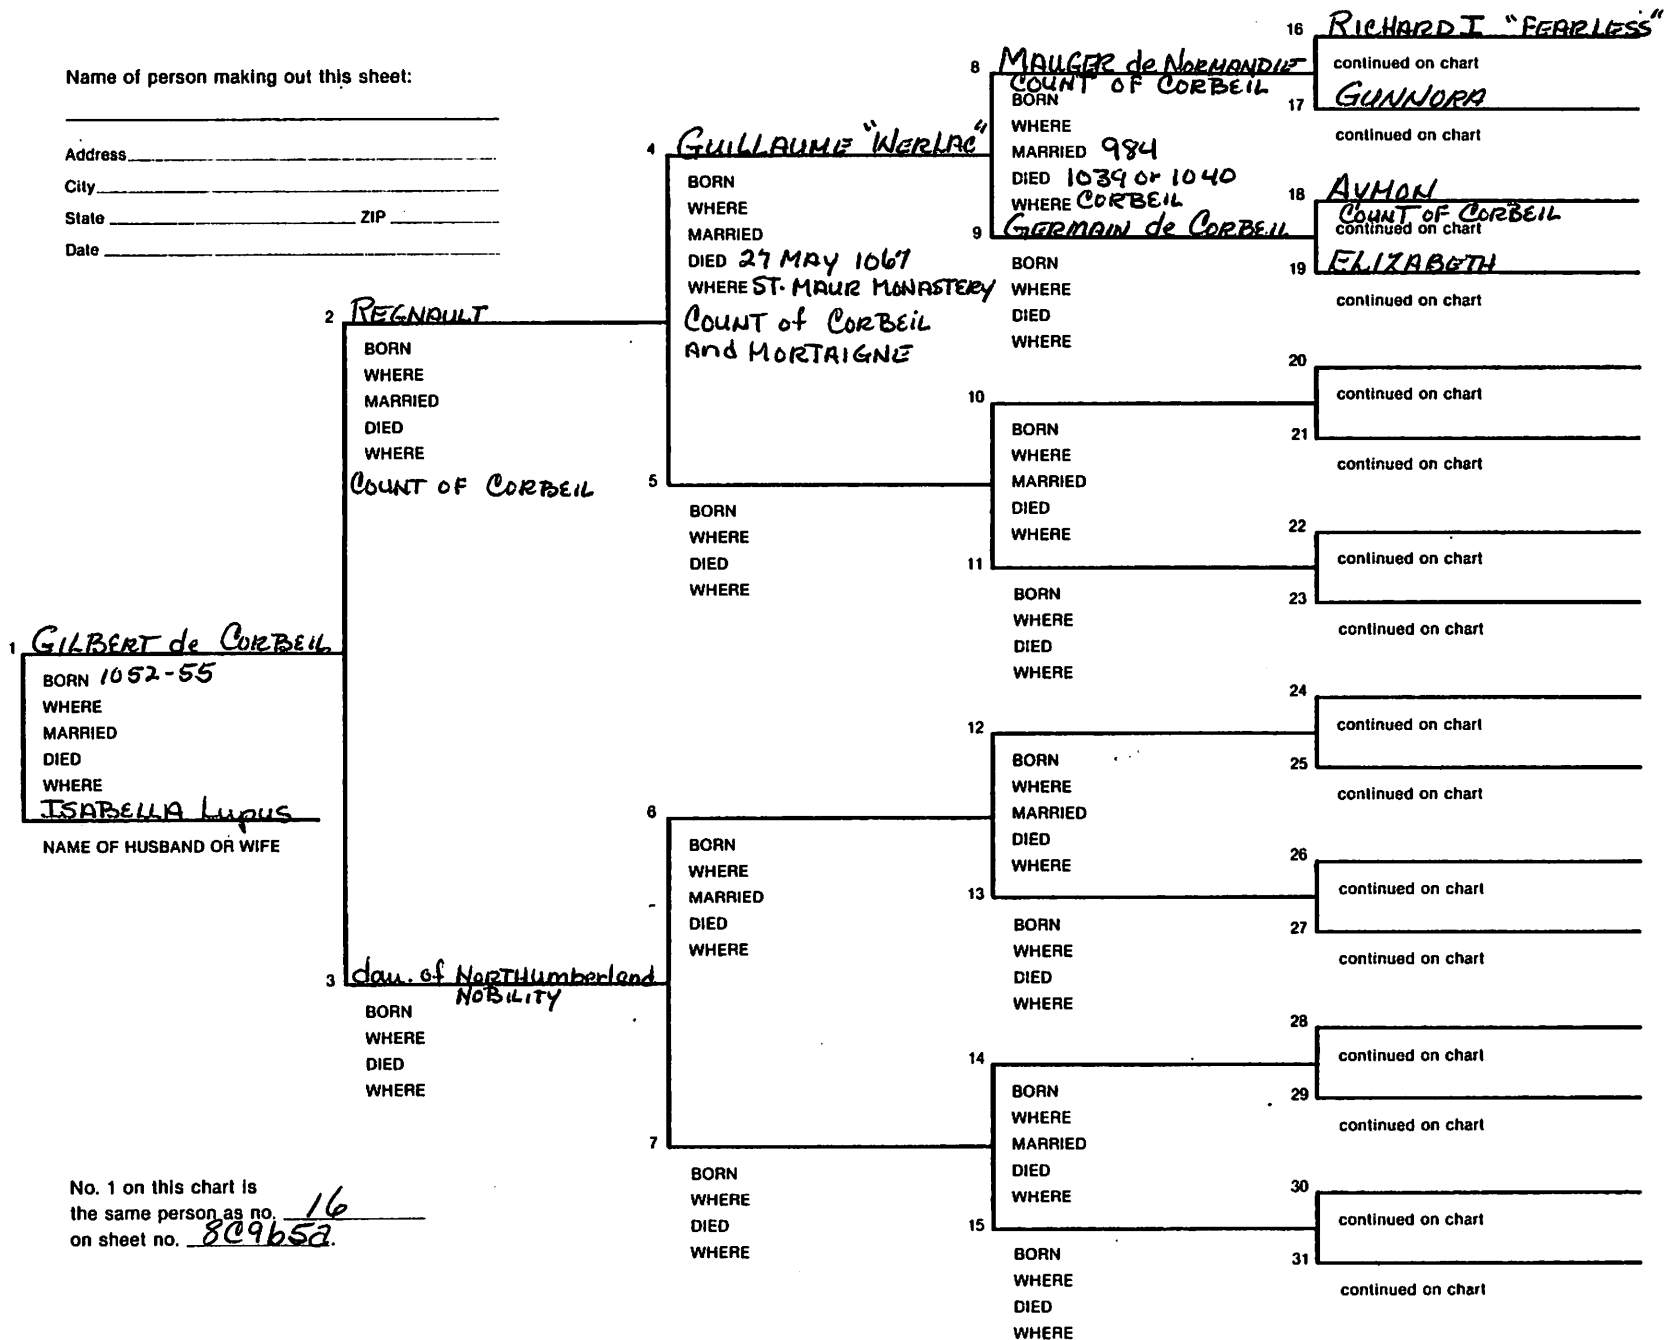 Name of person making out this sheet:
Address
City
State ZIP
Date
1 GILBERT de CORBEIL
BORN 1052-55
WHERE
MARRIED
DIED
WHERE
ISABELLA Lupus
NAME OF HUSBAND OR WIFE
No. 1 on this chart is
the same person as no. 16
on sheet no. 8C9b5a.
2 REGNAULT
BORN
WHERE
MARRIED
DIED
WHERE
COUNT OF CORBEIL
3 dau. of NORTHumberland
NOBILITY
BORN
WHERE
DIED
WHERE
4 GUILLAUME "WERLAC"
BORN
WHERE
MARRIED
DIED 27 MAY 1067
WHERE ST. MAUR MONASTERY
COUNT of CORBEIL
and MORTAIGNE
5
BORN
WHERE
DIED
WHERE
6
BORN
WHERE
MARRIED
DIED
WHERE
7
BORN
WHERE
DIED
WHERE
8 MAUGER de NORMANDIE
COUNT OF CORBEIL
BORN
WHERE
MARRIED 984
DIED 1039 or 1040
WHERE CORBEIL
9 GERMAIN de CORBEIL
BORN
WHERE
DIED
WHERE
10
BORN
WHERE
MARRIED
DIED
WHERE
11
BORN
WHERE
DIED
WHERE
12
BORN
WHERE
MARRIED
DIED
WHERE
13
BORN
WHERE
DIED
WHERE
14
BORN
WHERE
MARRIED
DIED
WHERE
15
BORN
WHERE
DIED
WHERE
16 RICHARD I "FEARLESS"
continued on chart
17 GUNNORA
continued on chart
18 AYMON
COUNT OF CORBEIL
continued on chart
19 ELIZABETH
continued on chart
20
continued on chart
21
continued on chart
22
continued on chart
23
continued on chart
24
continued on chart
25
continued on chart
26
continued on chart
27
continued on chart
28
continued on chart
29
continued on chart
30
continued on chart
31
continued on chart